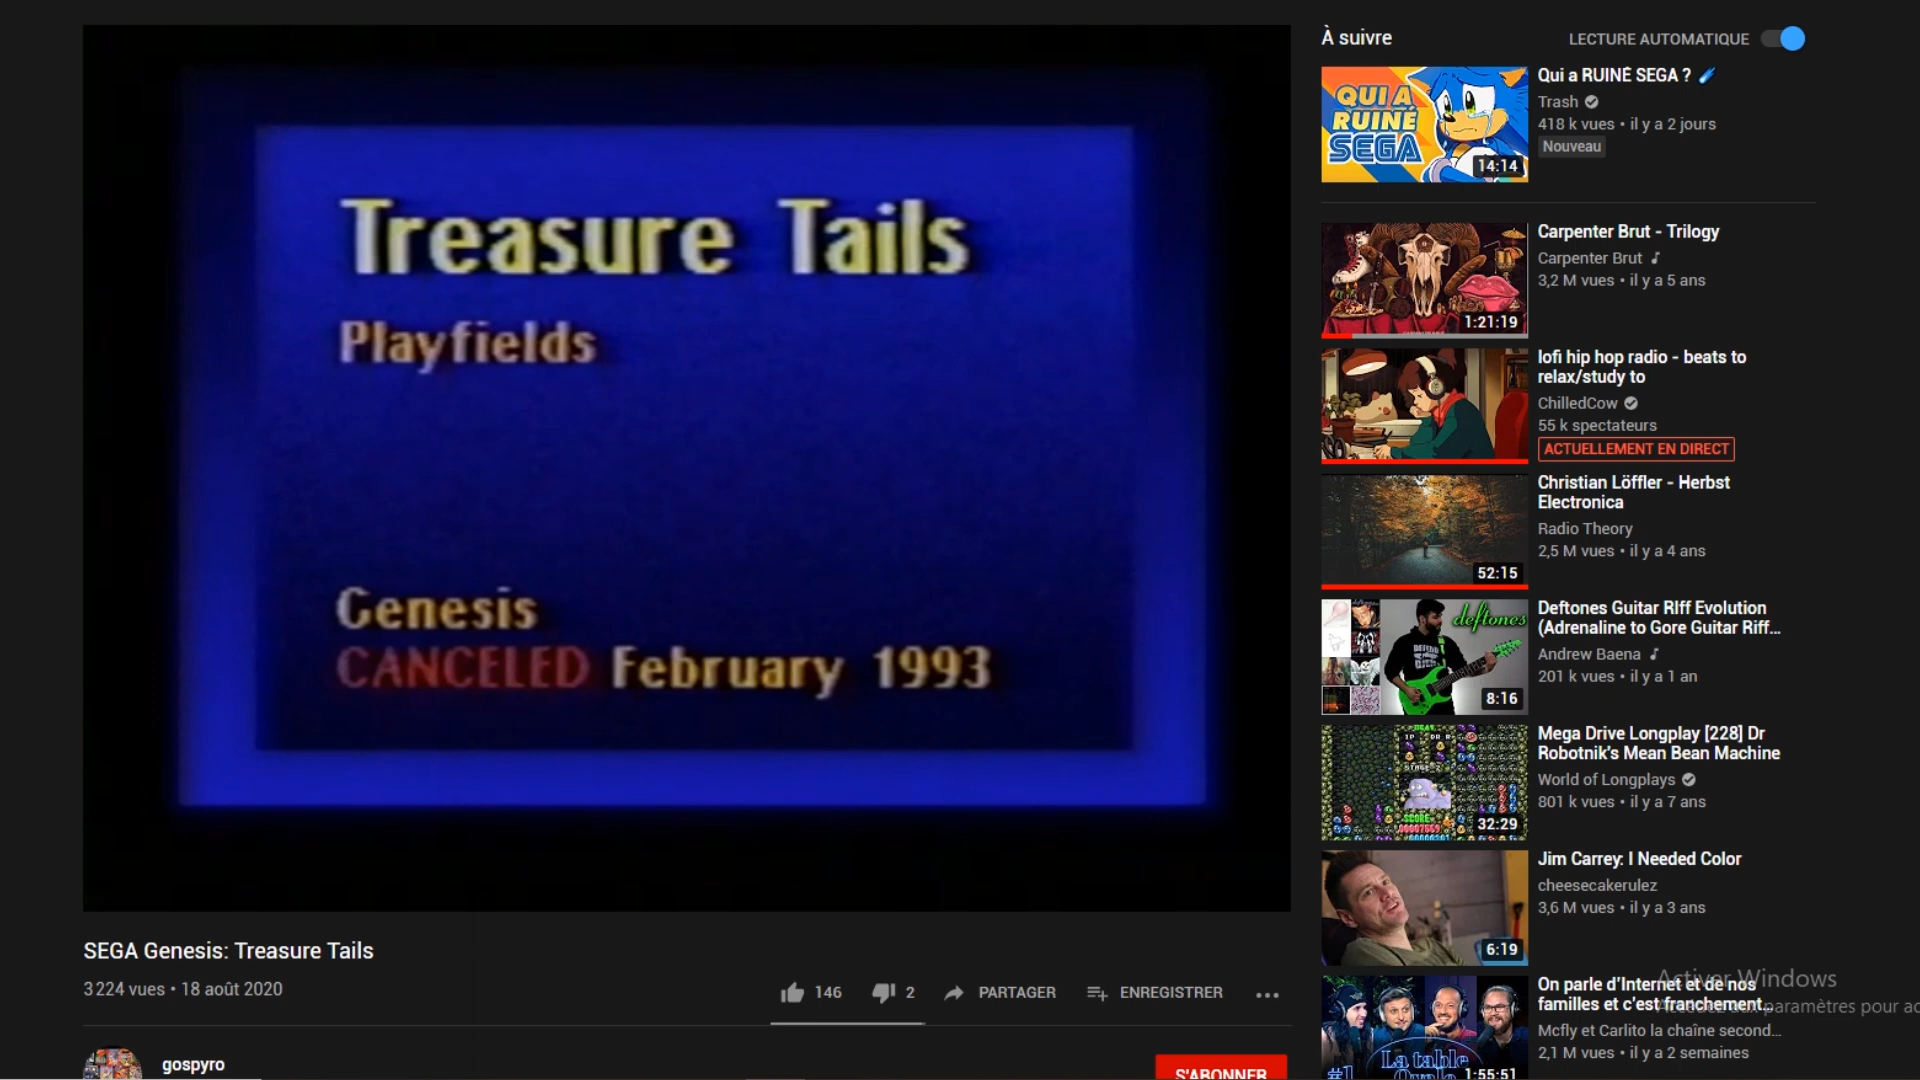 Treasure Tails
Playfields
Genesis
CANCELED February 1993
SEGA Genesis: Treasure Tails
3 224 vues • 18 août 2020
146
2
PARTAGER
ENREGISTRER
gospyro
S'ABONNER
À suivre
LECTURE AUTOMATIQUE
QUI A
RUINÉ
SEGA
14:14
Qui a RUINÉ SEGA ?
Trash
418 k vues • il y a 2 jours
Nouveau
1:21:19
Carpenter Brut - Trilogy
Carpenter Brut
3,2 M vues • il y a 5 ans
lofi hip hop radio - beats to
relax/study to
ChilledCow
55 k spectateurs
ACTUELLEMENT EN DIRECT
52:15
Christian Löffler - Herbst
Electronica
Radio Theory
2,5 M vues • il y a 4 ans
deftones
8:16
Deftones Guitar RIff Evolution
(Adrenaline to Gore Guitar Riff...
Andrew Baena
201 k vues • il y a 1 an
32:29
Mega Drive Longplay [228] Dr
Robotnik's Mean Bean Machine
World of Longplays
801 k vues • il y a 7 ans
6:19
Jim Carrey: I Needed Color
cheesecakerulez
3,6 M vues • il y a 3 ans
La table
#1
1:55:51
On parle d'Internet et de nos
familles et c'est franchement...
Mcfly et Carlito la chaîne second...
2,1 M vues • il y a 2 semaines
Activer Windows
paramètres pour ac